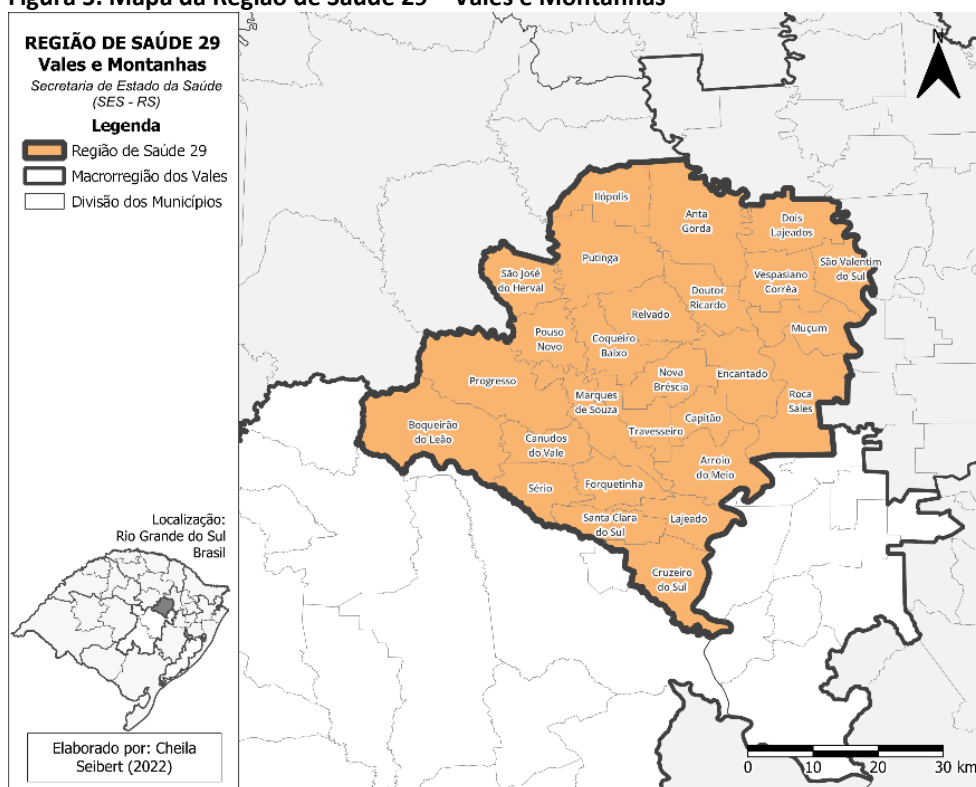 Figura 3. Mapa da Região de Saúde 29 – Vales e Montanhas
REGIÃO DE SAÚDE 29
Vales e Montanhas
Secretaria de Estado da Saúde
(SES - RS)
Legenda
Região de Saúde 29
Macrorregião dos Vales
Divisão dos Municípios
Localização:
Rio Grande do Sul
Brasil
Elaborado por: Cheila
Seibert (2022)
N
Ilópolis
Anta
Gorda
Dois
Lajeados
Putinga
São José
do Herval
São Valentim
do Sul
Vespasiano
Corrêa
Doutor
Ricardo
Relvado
Muçum
Pouso
Novo
Coqueiro
Baixo
Progresso
Nova
Bréscia
Encantado
Marques
de Souza
Roca
Sales
Capitão
Travesseiro
Boqueirão
do Leão
Canudos
do Vale
Arroio
do Meio
Sério
Forquetinha
Santa Clara
do Sul
Lajeado
Cruzeiro
do Sul
0 10 20 30 km